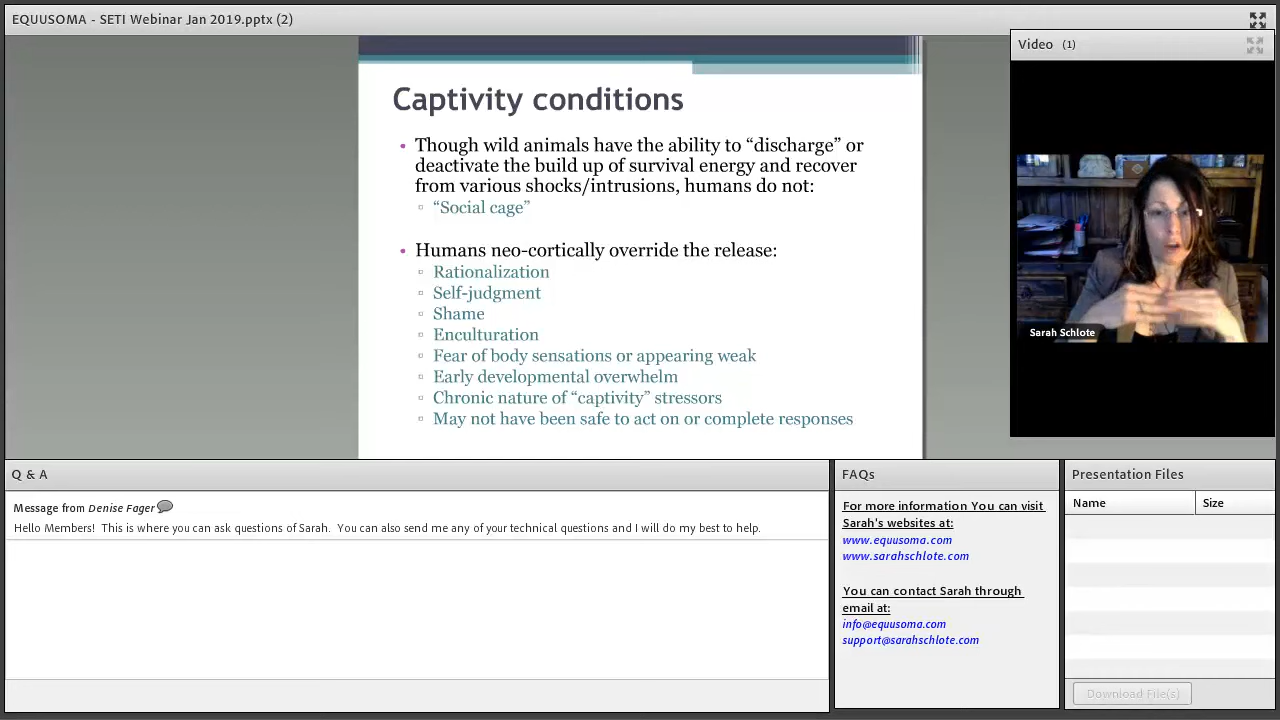 EQUUSOMA - SETI Webinar Jan 2019.pptx (2)
Video (1)
Captivity conditions
• Though wild animals have the ability to “discharge” or
deactivate the build up of survival energy and recover
from various shocks/intrusions, humans do not:
▫ “Social cage”
• Humans neo-cortically override the release:
▫ Rationalization
▫ Self-judgment
▫ Shame
▫ Enculturation
▫ Fear of body sensations or appearing weak
▫ Early developmental overwhelm
▫ Chronic nature of “captivity” stressors
▫ May not have been safe to act on or complete responses
Sarah Schlote
Q & A
Message from Denise Fager
Hello Members!  This is where you can ask questions of Sarah.  You can also send me any of your technical questions and I will do my best to help.
FAQs
For more information You can visit
Sarah's websites at:
www.equusoma.com
www.sarahschlote.com
You can contact Sarah through
email at:
info@equusoma.com
support@sarahschlote.com
Presentation Files
Name Size
Download File(s)